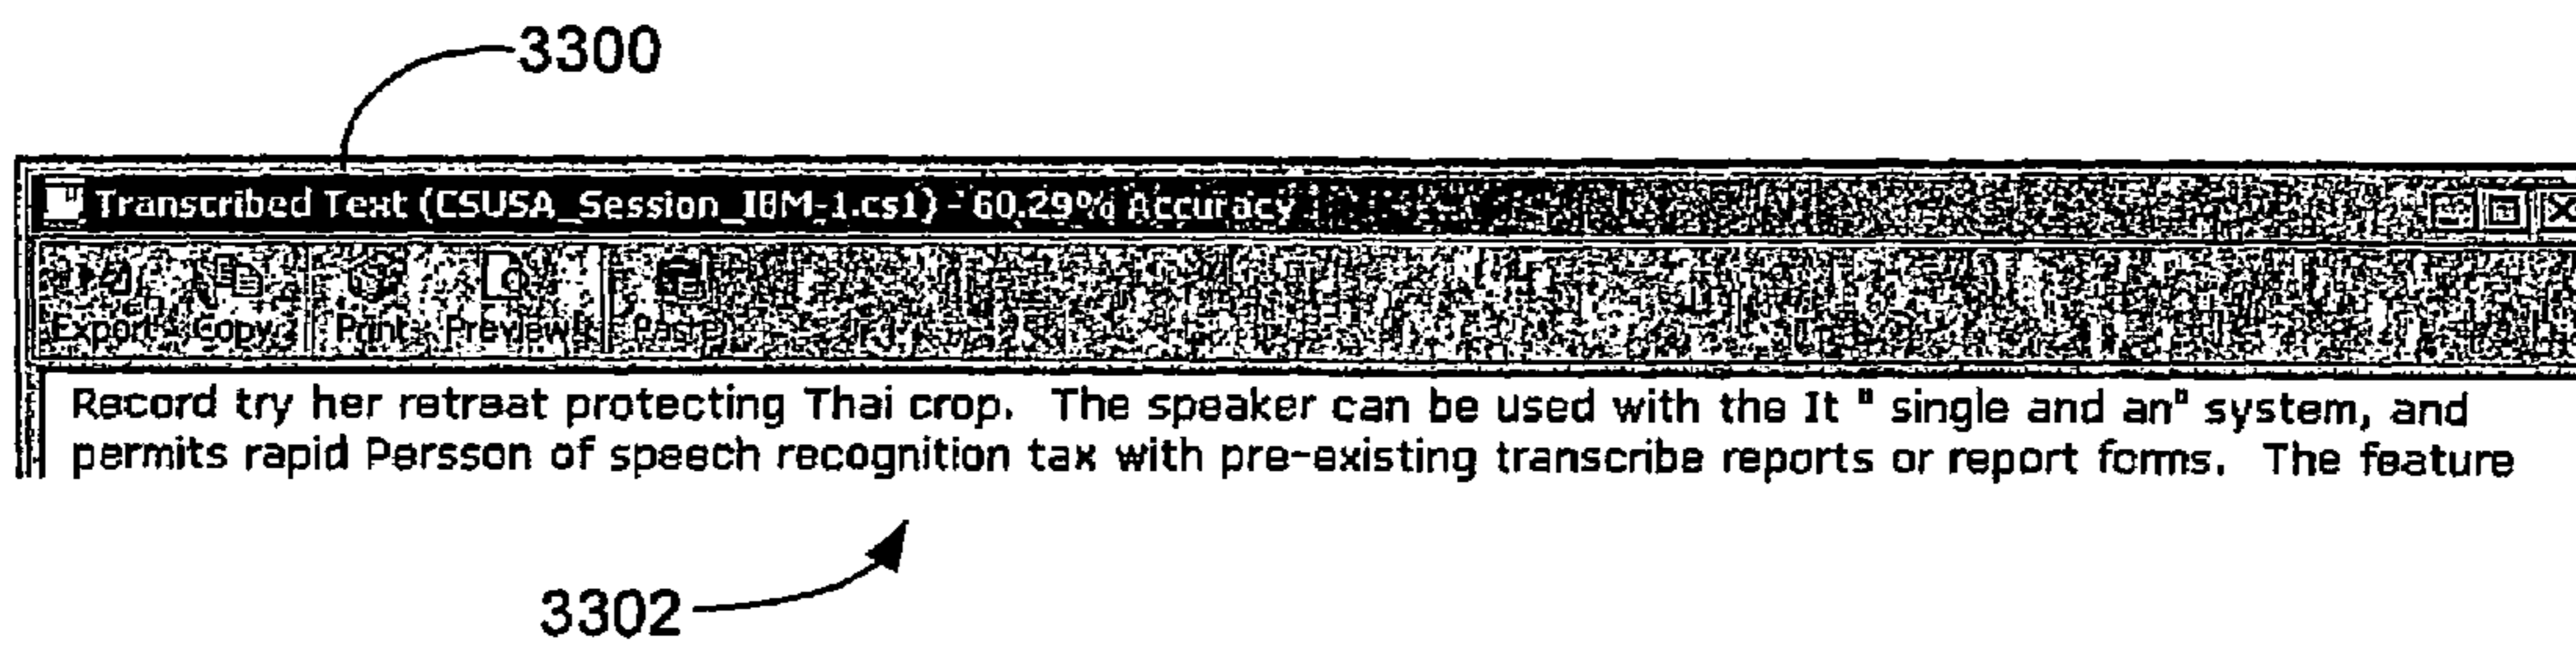 3300
Transcribed Text (CSUSA_Session_IBM-1.cs1) - 60.29% Accuracy
Export Copy Print Preview Paste
Record try her retreat protecting Thai crop. The speaker can be used with the It " single and an" system, and
permits rapid Persson of speech recognition tax with pre-existing transcribe reports or report forms. The feature
3302